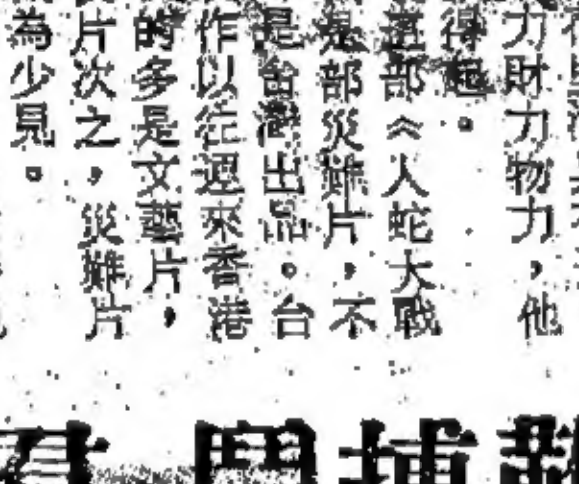 力財力物力，他
得起。
這部《人蛇大戰
是部災難片，不
是台灣出品。台
作以往運來香港
的多是文藝片，
片次之，災難片
為少見。
鬥捕